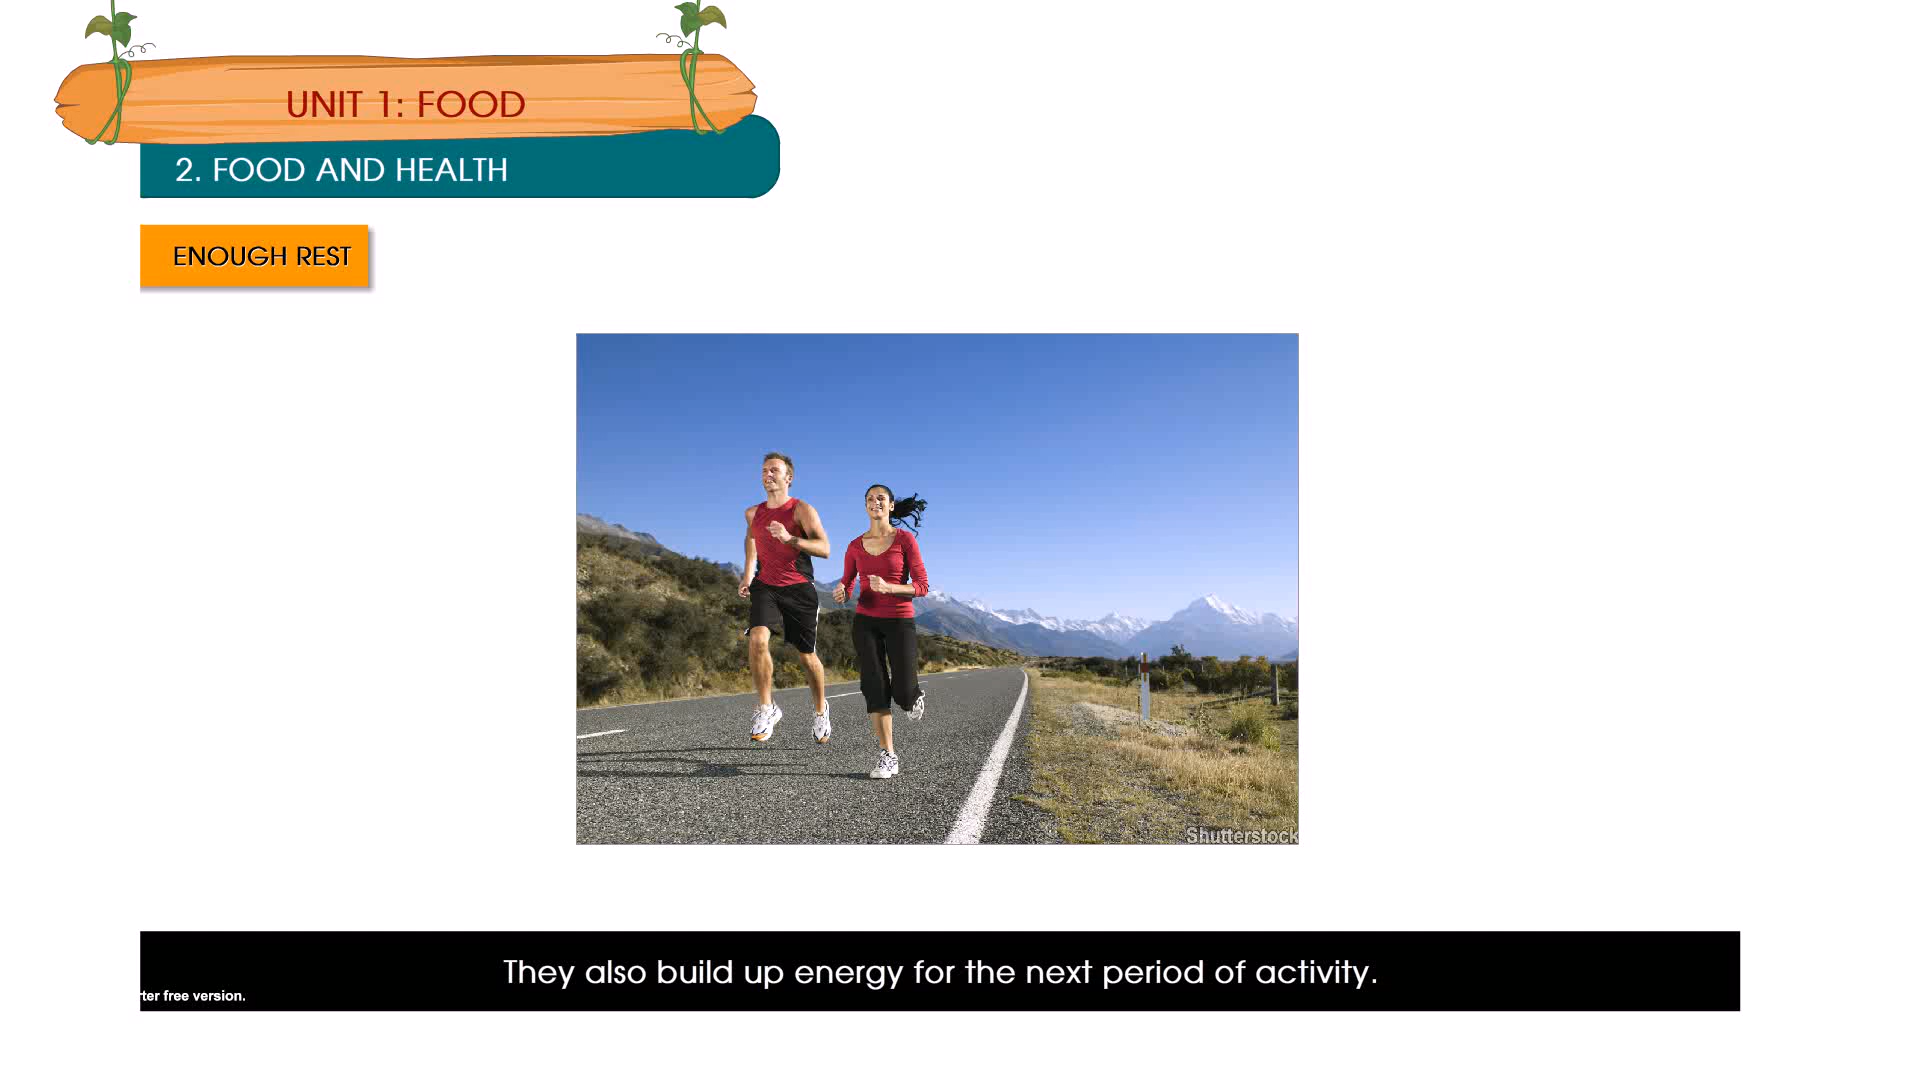 UNIT 1: FOOD
2. FOOD AND HEALTH
ENOUGH REST
Shutterstock
They also build up energy for the next period of activity.
rter free version.